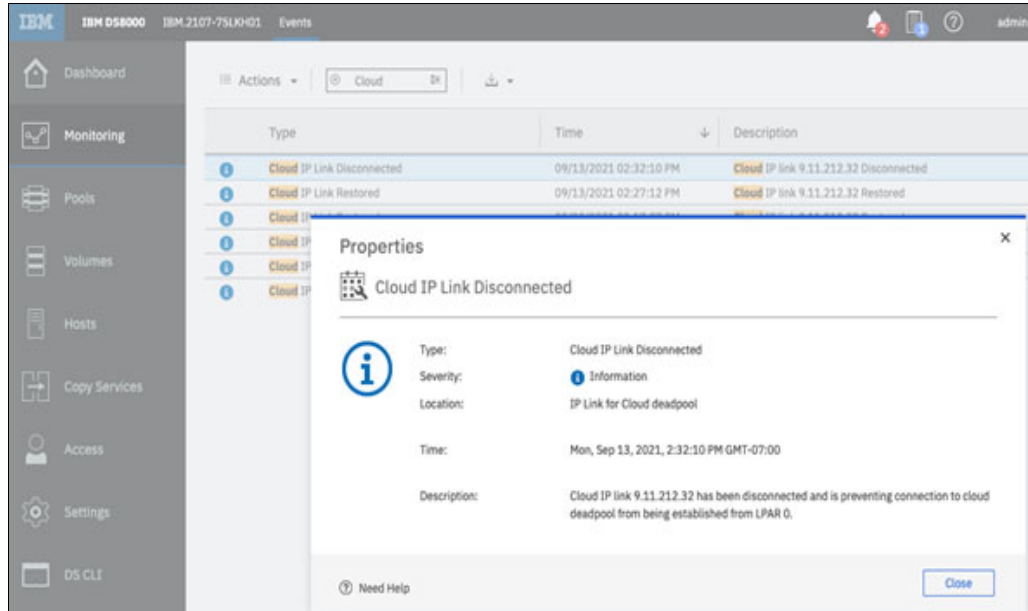 IBM IBM DS8000 IBM.2107-75LKH01 Events 2 1 admin
Dashboard
Actions Cloud
Monitoring
Type Time Description
Cloud IP Link Disconnected 09/13/2021 02:32:10 PM Cloud IP link 9.11.212.32 Disconnected
Cloud IP Link Restored 09/13/2021 02:27:12 PM Cloud IP link 9.11.212.32 Restored
Cloud
Cloud IP
Cloud IP
Cloud IP
Pools
Volumes
Hosts
Copy Services
Access
Settings
DS CLI
Properties
Cloud IP Link Disconnected
Type: Cloud IP Link Disconnected
Severity: Information
Location: IP Link for Cloud deadpool
Time: Mon, Sep 13, 2021, 2:32:10 PM GMT-07:00
Description: Cloud IP link 9.11.212.32 has been disconnected and is preventing connection to cloud
deadpool from being established from LPAR 0.
Need Help Close